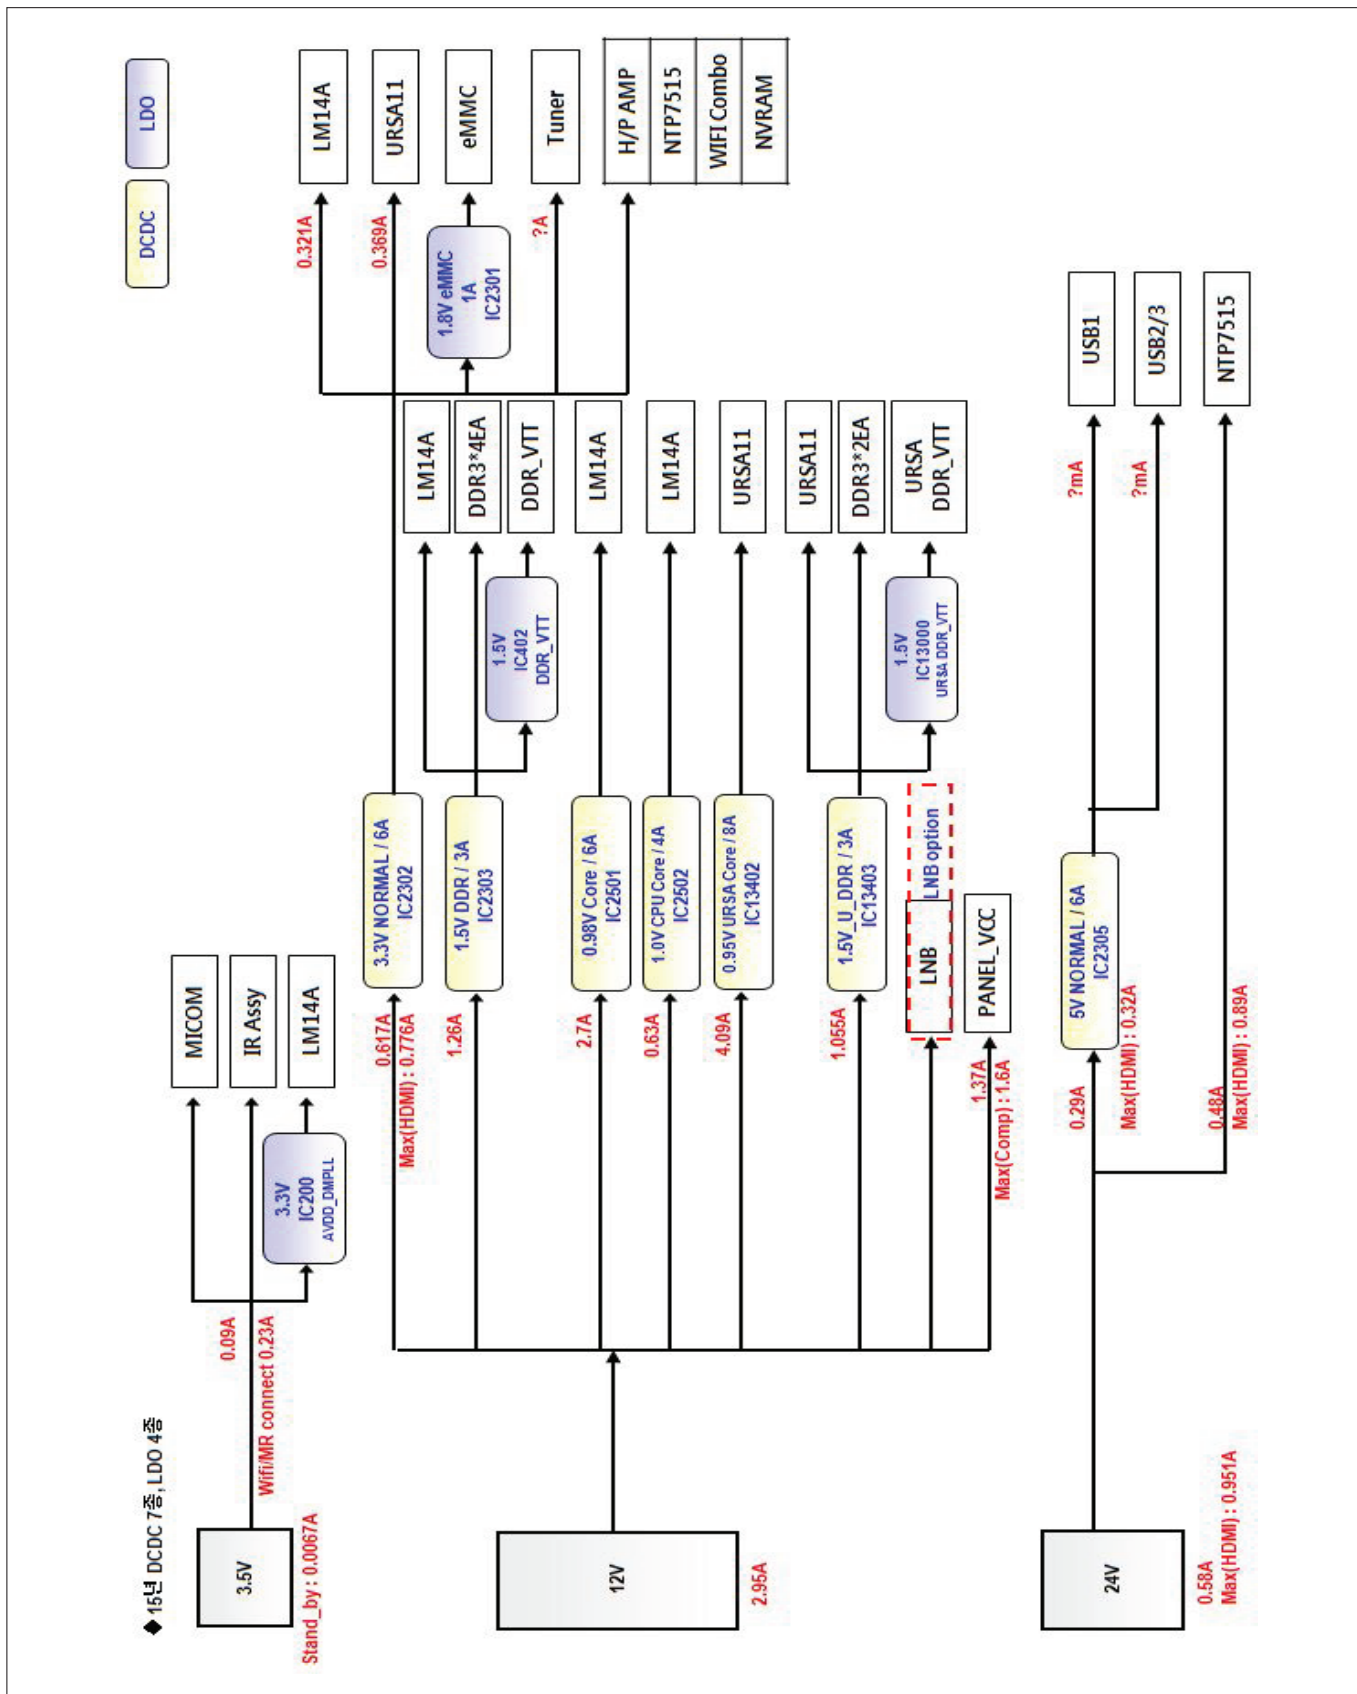 ◆15년 DCDC 7종, LDO 4종
DCDC
LDO
3.5V
Stand_by : 0.0067A
0.09A
Wifi/MR connect 0.23A
MICOM
IR Assy
3.3V
IC200
AVDD_DMPLL
LM14A
12V
2.95A
0.617A
Max(HDMI) : 0.776A
3.3V NORMAL / 6A
IC2302
0.321A
LM14A
0.369A
URSA11
1.8V eMMC
1A
IC2301
eMMC
?A
Tuner
H/P AMP
NTP7515
WIFI Combo
NVRAM
1.26A
1.5V DDR / 3A
IC2303
LM14A
DDR3*4EA
1.5V
IC402
DDR_VTT
DDR_VTT
2.7A
0.98V Core / 6A
IC2501
LM14A
0.63A
1.0V CPU Core / 4A
IC2502
LM14A
4.09A
0.95V URSA Core / 8A
IC13402
URSA11
1.055A
1.5V_U_DDR / 3A
IC13403
URSA11
DDR3*2EA
1.5V
IC13000
URSA DDR_VTT
URSA
DDR_VTT
LNB
LNB option
1.37A
Max(Comp) : 1.6A
PANEL_VCC
24V
0.58A
Max(HDMI) : 0.951A
0.29A
Max(HDMI) : 0.32A
5V NORMAL / 6A
IC2305
?mA
USB1
?mA
USB2/3
0.48A
Max(HDMI) : 0.89A
NTP7515